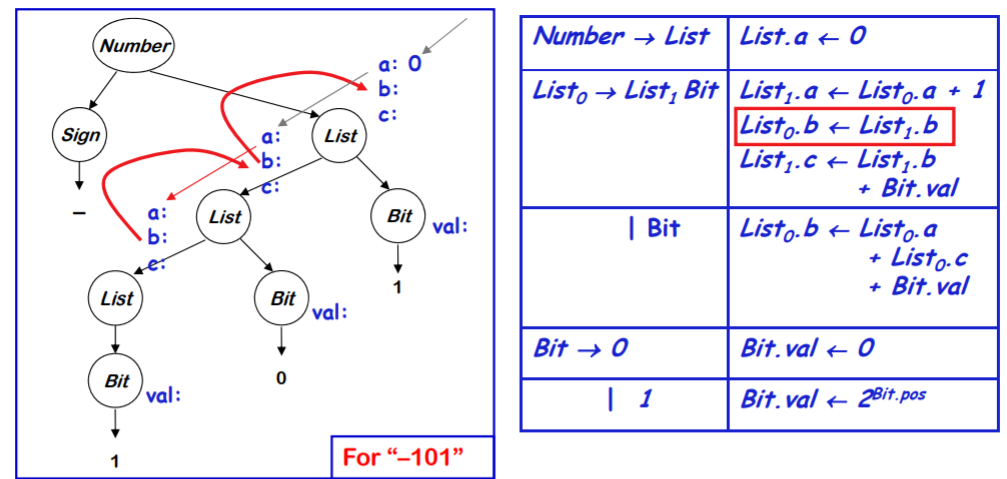 Number
a: 0
b:
c:
Sign
List
a:
b:
c:
–
a:
b:
c:
List
Bit
val:
1
List
Bit
val:
0
Bit
val:
1
For “–101”
Number → List
List.a ← 0
List₀ → List₁ Bit
List₁.a ← List₀.a + 1
List₀.b ← List₁.b
List₁.c ← List₁.b
+ Bit.val
| Bit
List₀.b ← List₀.a
+ List₀.c
+ Bit.val
Bit → 0
Bit.val ← 0
| 1
Bit.val ← 2^Bit.pos